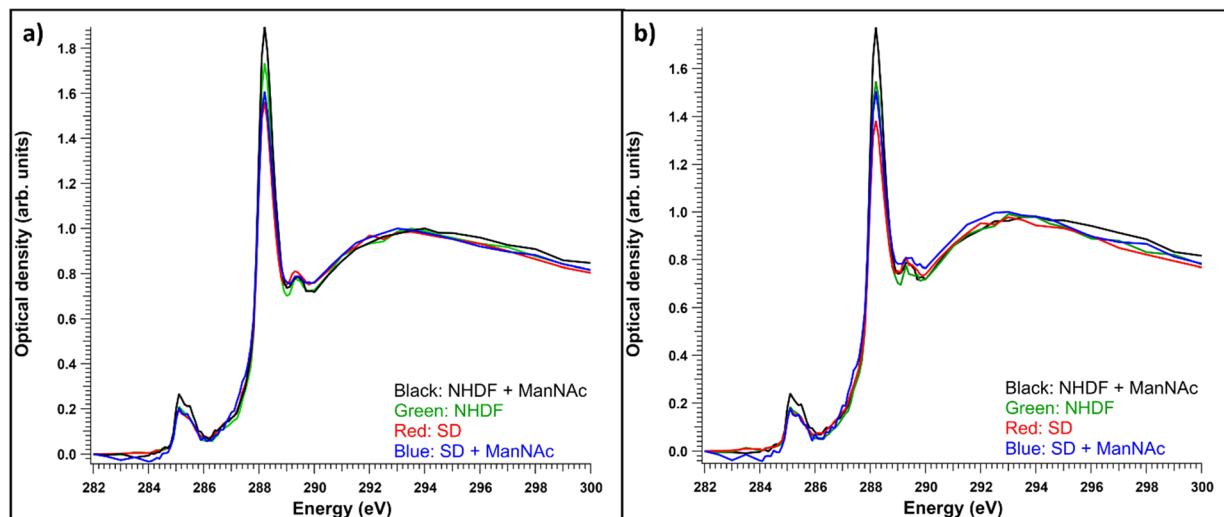 a)
Optical density (arb. units)
1.8
1.6
1.4
1.2
1.0
0.8
0.6
0.4
0.2
0.0
Black: NHDF + ManNAc
Green: NHDF
Red: SD
Blue: SD + ManNAc
282 284 286 288 290 292 294 296 298 300
Energy (eV)
b)
Optical density (arb. units)
1.6
1.4
1.2
1.0
0.8
0.6
0.4
0.2
0.0
Black: NHDF + ManNAc
Green: NHDF
Red: SD
Blue: SD + ManNAc
282 284 286 288 290 292 294 296 298 300
Energy (eV)